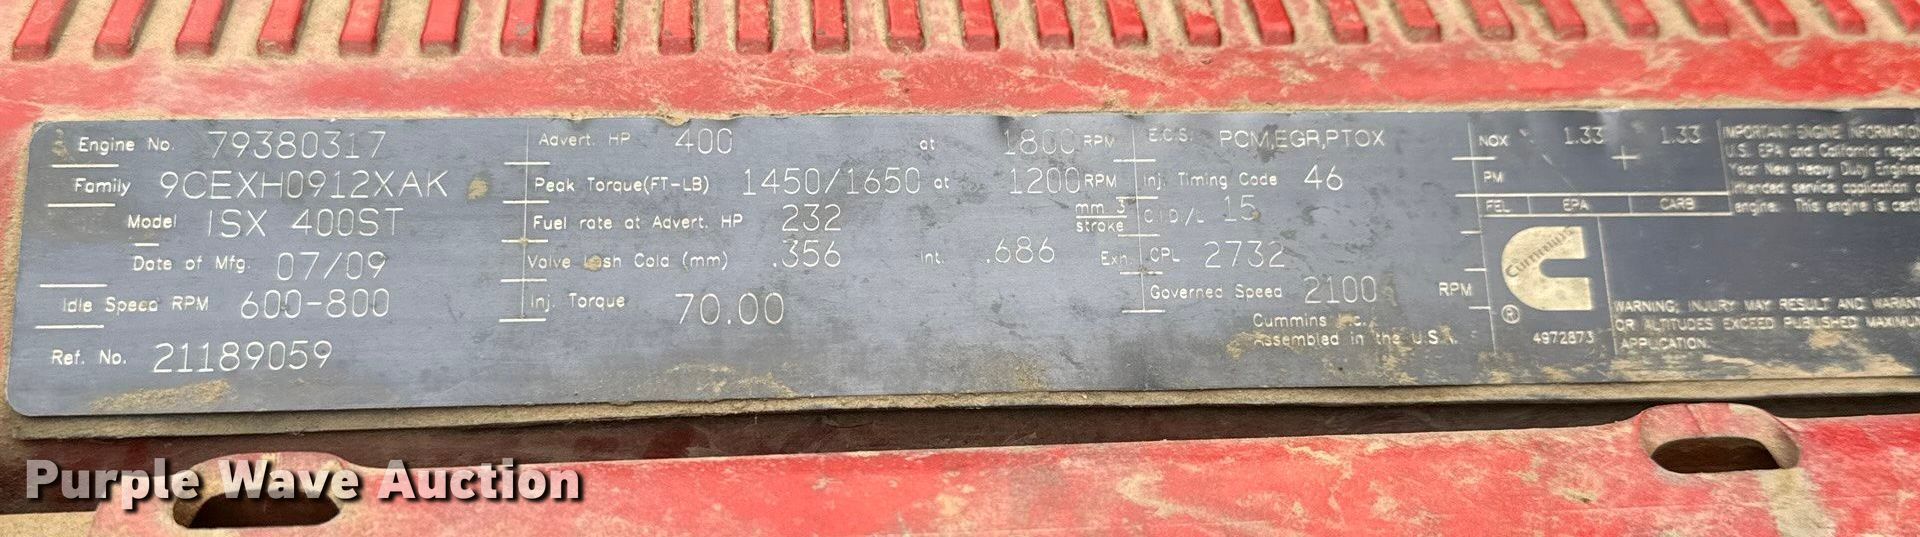 Engine No. 79380317
Family 9CEXH0912XAK
Model ISX 400ST
Date of Mfg. 07/09
Idle Speed RPM 600-800
Ref. No. 21189059
Advert. HP 400 at 1800 RPM
Peak Torque(FT-LB) 1450/1650 at 1200 RPM
Fuel rate at Advert. HP 232 mm 3 stroke
Valve Lash Cold (mm) .356 Int. .686 Exh.
Inj. Torque 70.00
E.C.S. PCM,EGR,PTOX
Inj. Timing Code 46
C.I.D/L 15
CPL 2732
Governed Speed 2100 RPM
Cummins Inc.
Assembled in the U.S.A.
NOX 1.33 + 1.33
PM
FEL EPA CARB
Cummins
®
4972873
IMPORTANT ENGINE INFORMATION
U.S. EPA and California
Year New Heavy Duty Engines
intended service application
engine. This engine is
WARNING: INJURY MAY RESULT AND
OR ALTITUDES EXCEED PUBLISHED MAXIMUM
APPLICATION.
Purple Wave Auction